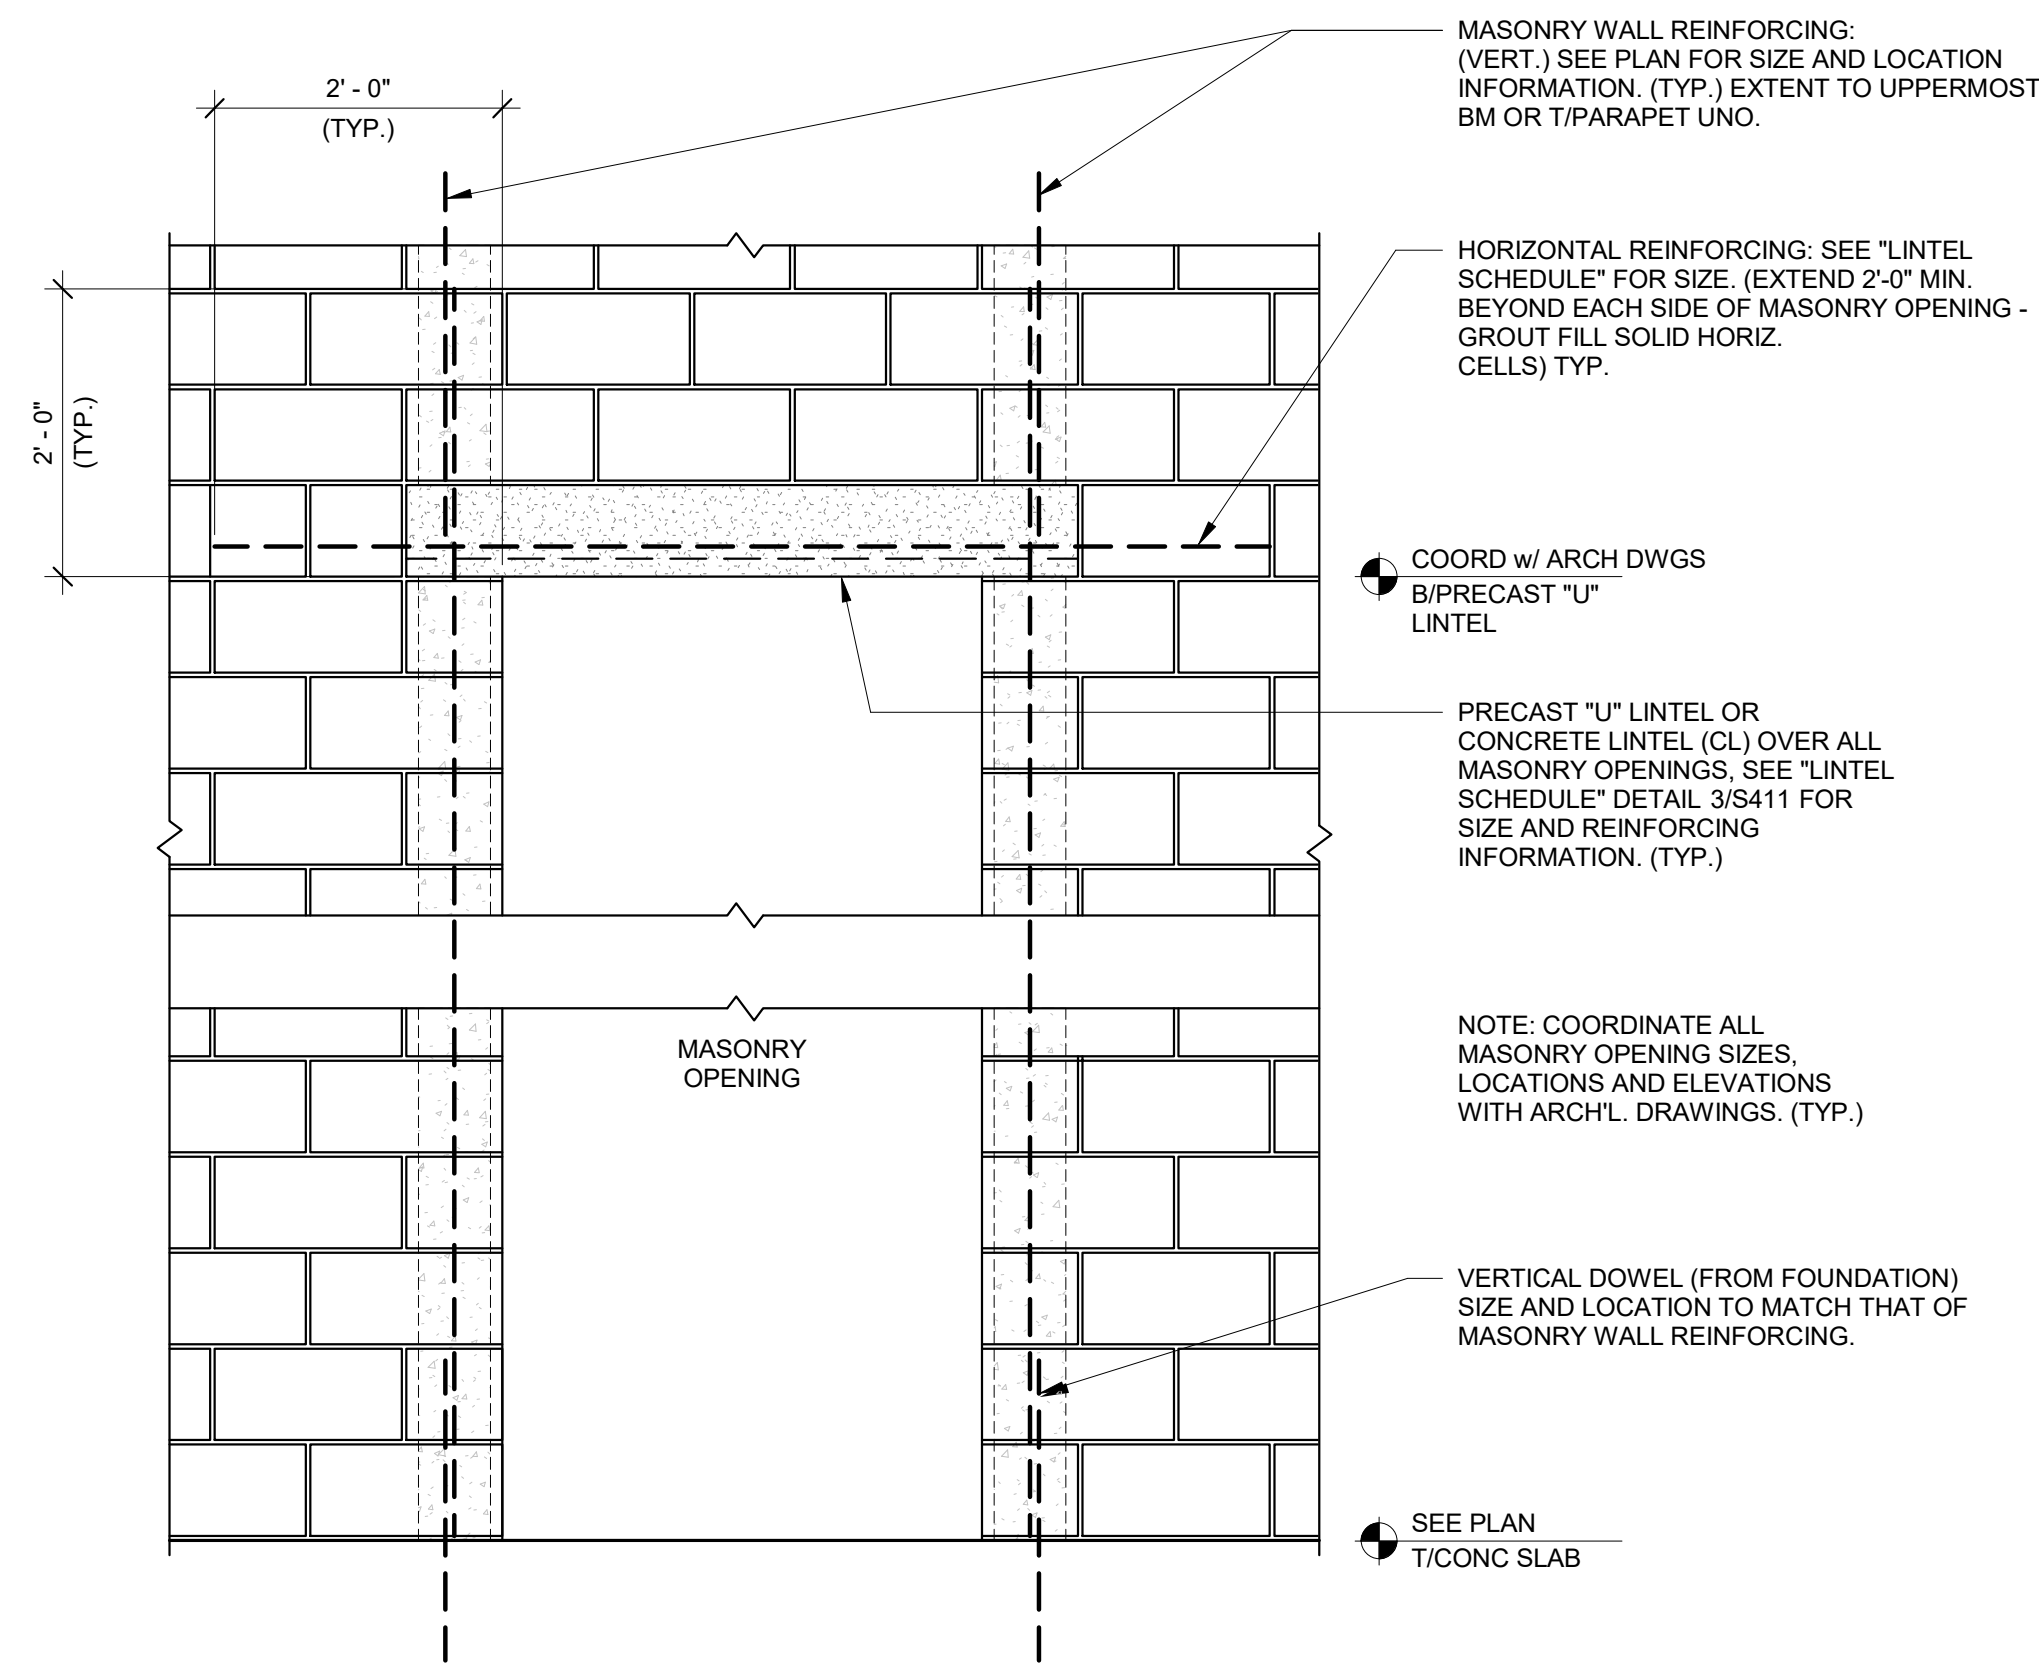 MASONRY WALL REINFORCING:
(VERT.) SEE PLAN FOR SIZE AND LOCATION
INFORMATION. (TYP.) EXTENT TO UPPERMOST
BM OR T/PARAPET UNO.
2' - 0"
(TYP.)
HORIZONTAL REINFORCING: SEE "LINTEL
SCHEDULE" FOR SIZE. (EXTEND 2'-0" MIN.
BEYOND EACH SIDE OF MASONRY OPENING -
GROUT FILL SOLID HORIZ.
CELLS) TYP.
2' - 0"
(TYP.)
COORD w/ ARCH DWGS
B/PRECAST "U"
LINTEL
PRECAST "U" LINTEL OR
CONCRETE LINTEL (CL) OVER ALL
MASONRY OPENINGS, SEE "LINTEL
SCHEDULE" DETAIL 3/S411 FOR
SIZE AND REINFORCING
INFORMATION. (TYP.)
MASONRY
OPENING
NOTE: COORDINATE ALL
MASONRY OPENING SIZES,
LOCATIONS AND ELEVATIONS
WITH ARCH'L. DRAWINGS. (TYP.)
VERTICAL DOWEL (FROM FOUNDATION)
SIZE AND LOCATION TO MATCH THAT OF
MASONRY WALL REINFORCING.
SEE PLAN
T/CONC SLAB